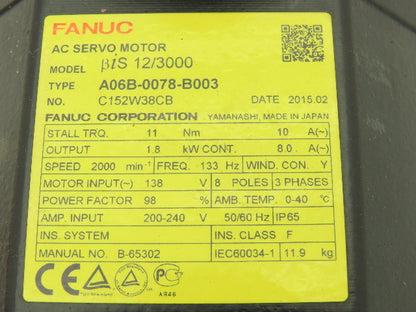 FANUC
AC SERVO MOTOR
MODEL βiS 12/3000
TYPE A06B-0078-B003
NO. C152W38CB DATE 2015.02
FANUC CORPORATION YAMANASHI, MADE IN JAPAN
STALL TRQ. 11 Nm 10 A(~)
OUTPUT 1.8 kW CONT. 8.0 A(~)
SPEED 2000 min⁻¹ FREQ. 133 Hz WIND. CON. Y
MOTOR INPUT(~) 138 V 8 POLES 3 PHASES
POWER FACTOR 98 % AMB. TEMP. 0-40 °C
AMP. INPUT 200-240 V 50/60 Hz IP65
INS. SYSTEM INS. CLASS F
MANUAL NO. B-65302 IEC60034-1 11.9 kg
CE